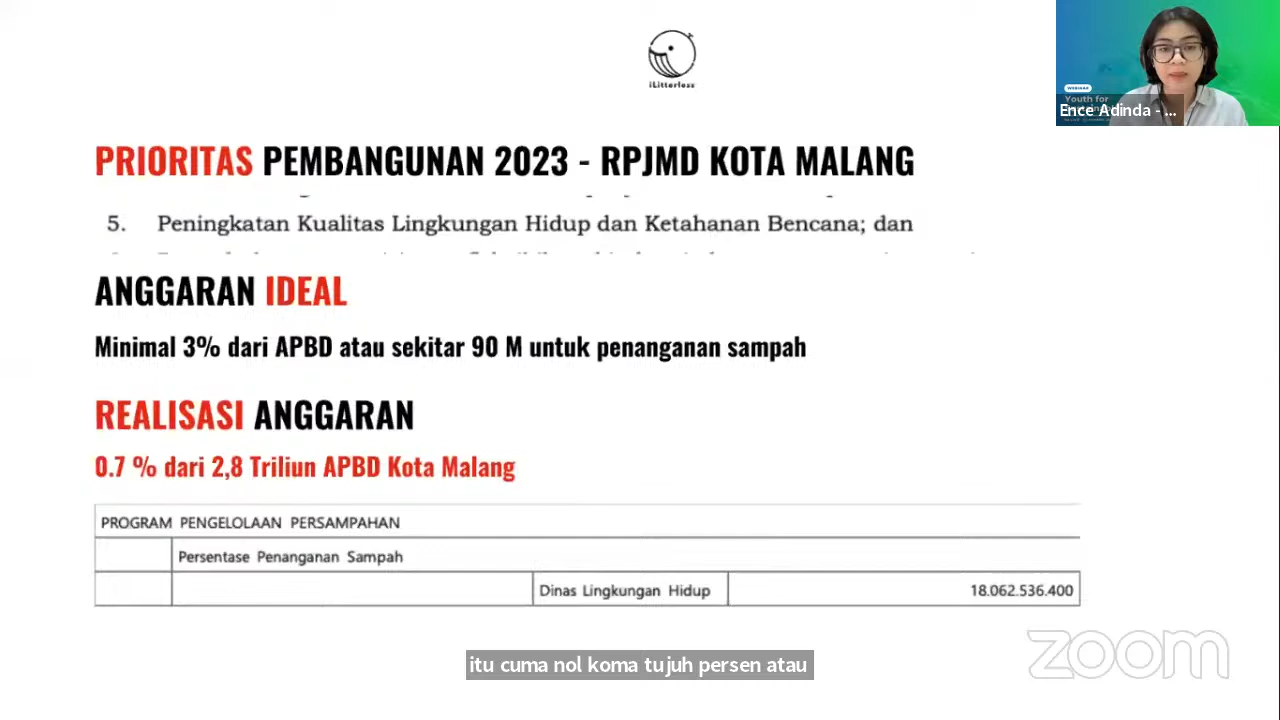 iLitterless
WEBINAR
Youth for
Ence Adinda - ...
PRIORITAS PEMBANGUNAN 2023 - RPJMD KOTA MALANG
5. Peningkatan Kualitas Lingkungan Hidup dan Ketahanan Bencana; dan
ANGGARAN IDEAL
Minimal 3% dari APBD atau sekitar 90 M untuk penanganan sampah
REALISASI ANGGARAN
0.7 % dari 2,8 Triliun APBD Kota Malang
PROGRAM PENGELOLAAN PERSAMPAHAN
Persentase Penanganan Sampah
Dinas Lingkungan Hidup 18.062.536.400
itu cuma nol koma tujuh persen atau
zoom